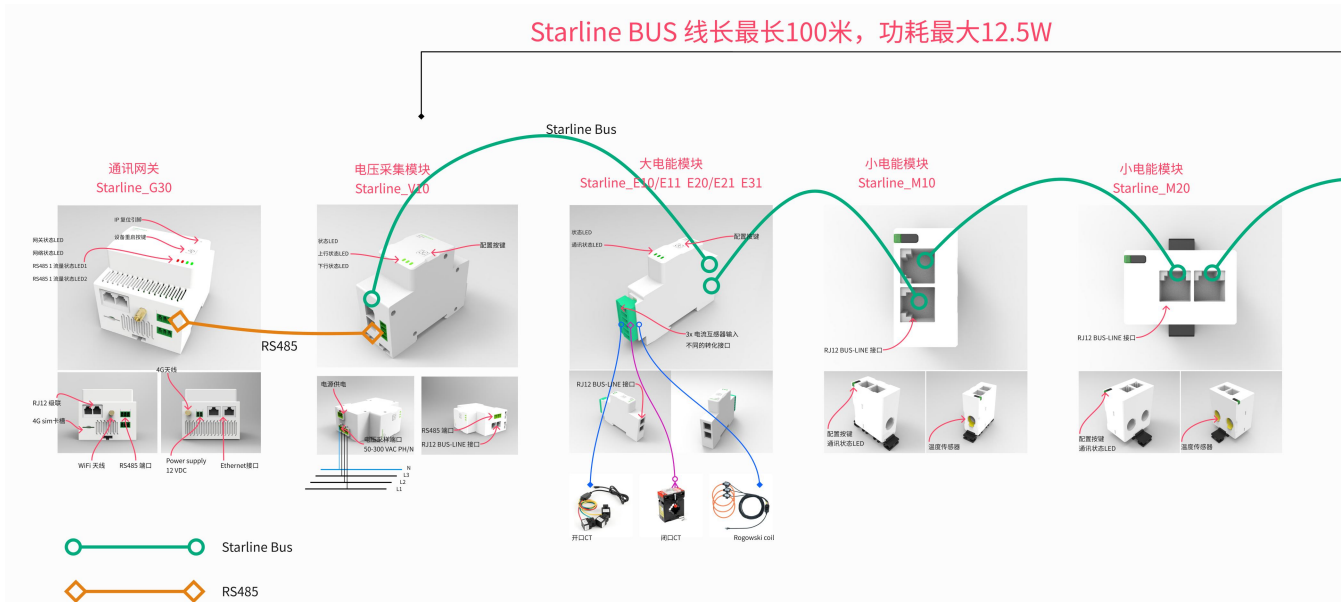 Starline BUS 线长最长100米，功耗最大12.5W
Starline Bus
通讯网关
Starline_G30
IP 复位引脚
设备重启按键
网关状态LED
网络状态LED
RS485 1 流量状态LED1
RS485 1 流量状态LED2
RS485
4G天线
RJ12 级联
4G sim卡槽
WiFi 天线
RS485 端口
Power supply
12 VDC
Ethernet接口
电压采集模块
Starline_V10
状态LED
上行状态LED
下行状态LED
配置按键
电源供电
电压采样端口
50-300 VAC PH/N
RS485 端口
RJ12 BUS-LINE 接口
N
L3
L2
L1
大电能模块
Starline_E10/E11 E20/E21 E31
状态LED
通讯状态LED
配置按键
3x 电流互感器输入
不同的转化接口
RJ12 BUS-LINE 接口
开口CT
闭口CT
Rogowski coil
小电能模块
Starline_M10
RJ12 BUS-LINE 接口
配置按键
通讯状态LED
温度传感器
小电能模块
Starline_M20
RJ12 BUS-LINE 接口
配置按键
通讯状态LED
温度传感器
Starline Bus
RS485